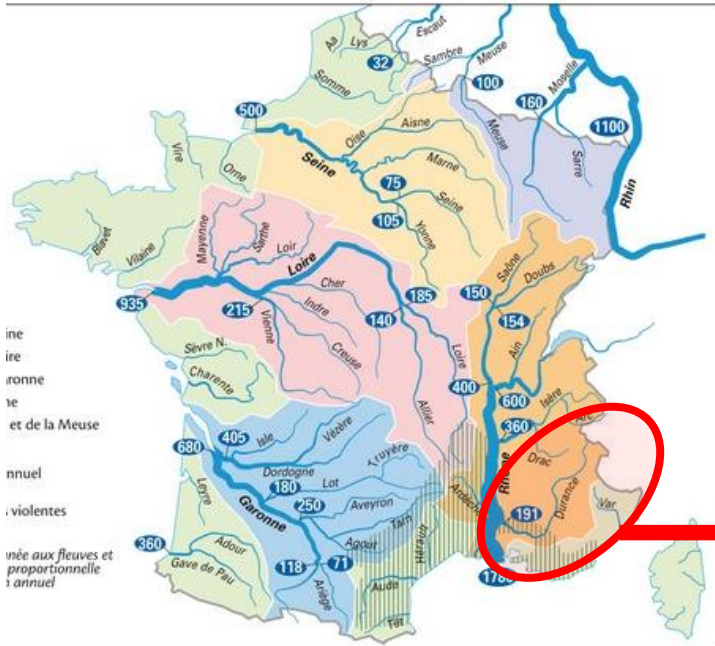 Escaut
Aa
Lys
32
Sambre
Meuse
100
Moselle
160
Somme
500
1100
Oise
Aisne
Meuse
Sarre
Rhin
Vire
Orne
Seine
Marne
75
Seine
105
Yonne
Blavet
Vilaine
Mayenne
Sarthe
Loir
Loire
935
215
Cher
Indre
Vienne
Creuse
140
185
Loire
Allier
Saône
Doubs
150
154
Ain
400
600
Isère
360
Arc
Drac
Rhône
Ardèche
191
Durance
Var
Sèvre N.
Charente
680
405
Isle
Vézère
Dordogne
180
Lot
Truyère
250
Aveyron
Tarn
Agout
Garonne
Leyre
360
Adour
Gave de Pau
118
71
Ariège
Hérault
Aude
Têt
ine
ire
aronne
et de la Meuse
nnuel
s violentes
née aux fleuves et
proportionnelle
n annuel